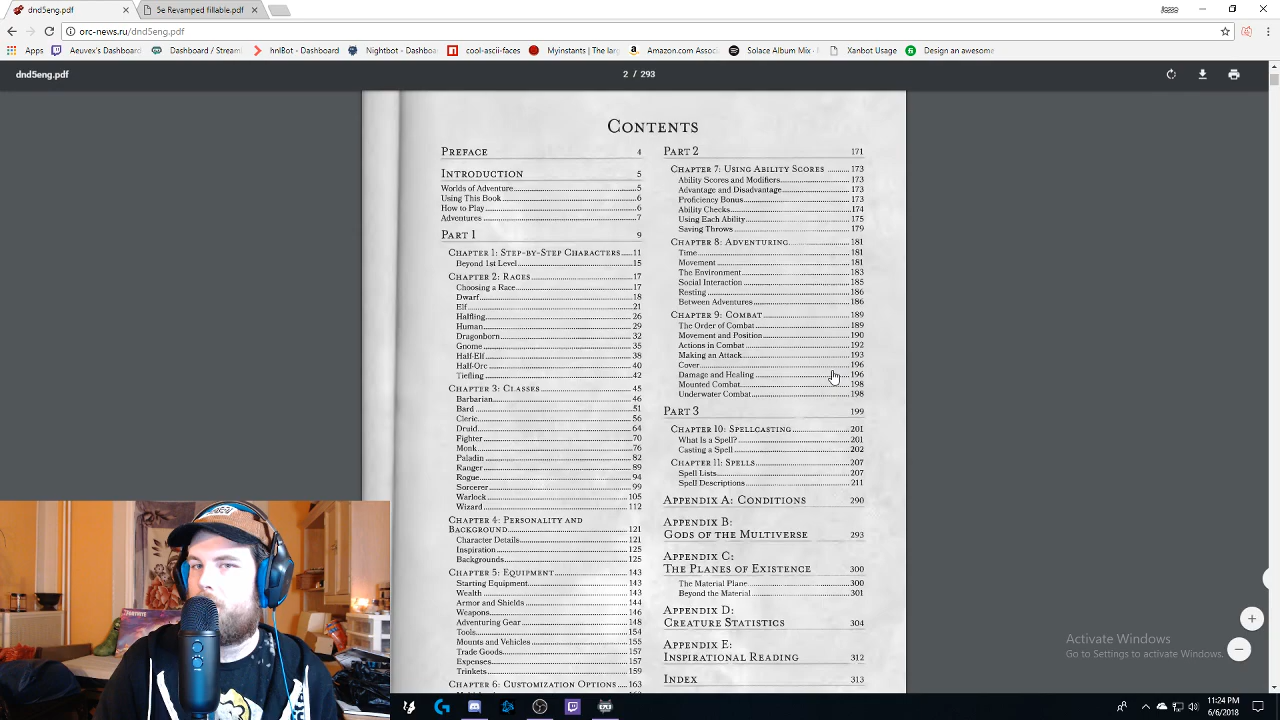 dnd5eng.pdf
5e Revamped fillable.pdf
orc-news.ru/dnd5eng.pdf
Apps
Aeuvex's Dashboard
Dashboard / Stream
hnlBot - Dashboard
Nightbot - Dashboa
cool-ascii-faces
Myinstants | The larg
Amazon.com Assoc
Solace Album Mix -
Xanbot Usage
Design an awesome
dnd5eng.pdf
2 / 293
Contents
Preface 4
Introduction 5
Worlds of Adventure 5
Using This Book 6
How to Play 6
Adventures 7
Part 1 9
Chapter 1: Step-by-Step Characters 11
Beyond 1st Level 15
Chapter 2: Races 17
Choosing a Race 17
Dwarf 18
Elf 21
Halfling 26
Human 29
Dragonborn 32
Gnome 35
Half-Elf 38
Half-Orc 40
Tiefling 42
Chapter 3: Classes 45
Barbarian 46
Bard 51
Cleric 56
Druid 64
Fighter 70
Monk 76
Paladin 82
Ranger 89
Rogue 94
Sorcerer 99
Warlock 105
Wizard 112
Chapter 4: Personality and
Background 121
Character Details 121
Inspiration 125
Backgrounds 125
Chapter 5: Equipment 143
Starting Equipment 143
Wealth 143
Armor and Shields 144
Weapons 146
Adventuring Gear 148
Tools 154
Mounts and Vehicles 155
Trade Goods 157
Expenses 157
Trinkets 159
Chapter 6: Customization Options 163
Part 2 171
Chapter 7: Using Ability Scores 173
Ability Scores and Modifiers 173
Advantage and Disadvantage 173
Proficiency Bonus 173
Ability Checks 174
Using Each Ability 175
Saving Throws 179
Chapter 8: Adventuring 181
Time 181
Movement 181
The Environment 183
Social Interaction 185
Resting 186
Between Adventures 186
Chapter 9: Combat 189
The Order of Combat 189
Movement and Position 190
Actions in Combat 192
Making an Attack 193
Cover 196
Damage and Healing 196
Mounted Combat 198
Underwater Combat 198
Part 3 199
Chapter 10: Spellcasting 201
What Is a Spell? 201
Casting a Spell 202
Chapter 11: Spells 207
Spell Lists 207
Spell Descriptions 211
Appendix A: Conditions 290
Appendix B:
Gods of the Multiverse 293
Appendix C:
The Planes of Existence 300
The Material Plane 300
Beyond the Material 301
Appendix D:
Creature Statistics 304
Appendix E:
Inspirational Reading 312
Index 313
Activate Windows
Go to Settings to activate Windows.
11:24 PM
6/6/2018